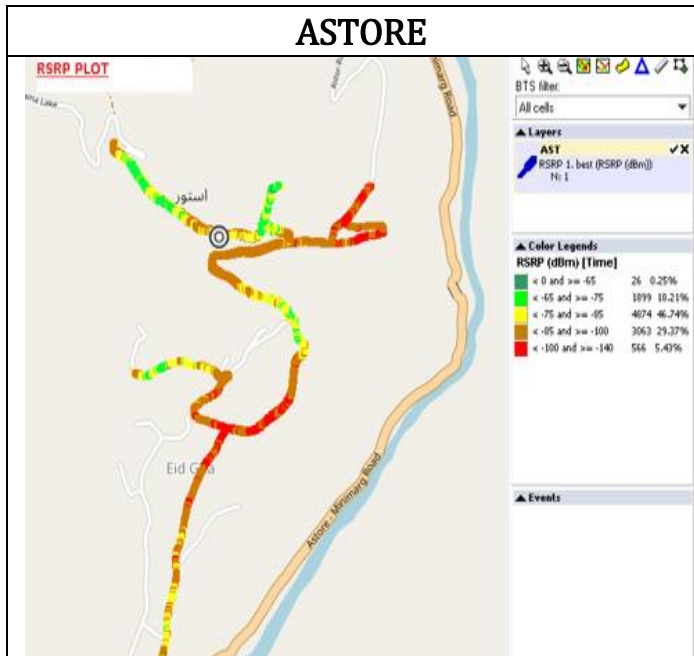 ASTORE
RSRP PLOT
ama Lake
Astor-R
Minimarg Road
استور
Eid G
a
Astore - Minimarg Road
BTS filter:
All cells
Layers
AST
RSRP 1. best (RSRP (dBm))
N: 1
Color Legends
RSRP (dBm) [Time]
< 0 and >= -65 26 0.25%
< -65 and >= -75 1899 18.21%
< -75 and >= -85 4874 46.74%
< -85 and >= -100 3063 29.37%
< -100 and >= -140 566 5.43%
Events